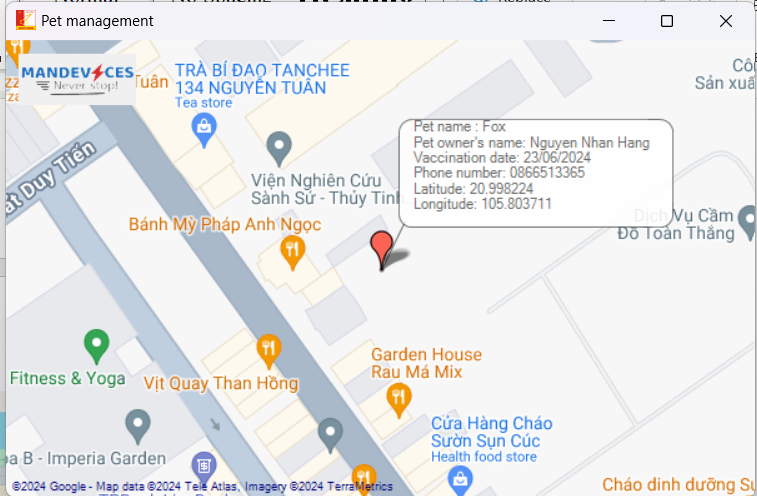 Pet management
MANDEVICES
Never stop!
Tuân
TRÀ BÍ ĐAO TANCHEE
134 NGUYỄN TUÂN
Tea store
Sản xuấ
Pet name : Fox
Pet owner's name: Nguyen Nhan Hang
Vaccination date: 23/06/2024
Phone number: 0866513365
Latitude: 20.998224
Longitude: 105.803711
ất Duy Tiến
Viện Nghiên Cứu
Sành Sứ - Thủy Tinh
Bánh Mỳ Pháp Anh Ngọc
Dịch Vụ Cầm
Đồ Toàn Thắng
Garden House
Rau Má Mix
Fitness & Yoga
Vịt Quay Than Hồng
Cửa Hàng Cháo
Sườn Sụn Cúc
Health food store
a B - Imperia Garden
Cháo dinh dưỡng Su
©2024 Google - Map data ©2024 Tele Atlas, Imagery ©2024 TerraMetrics